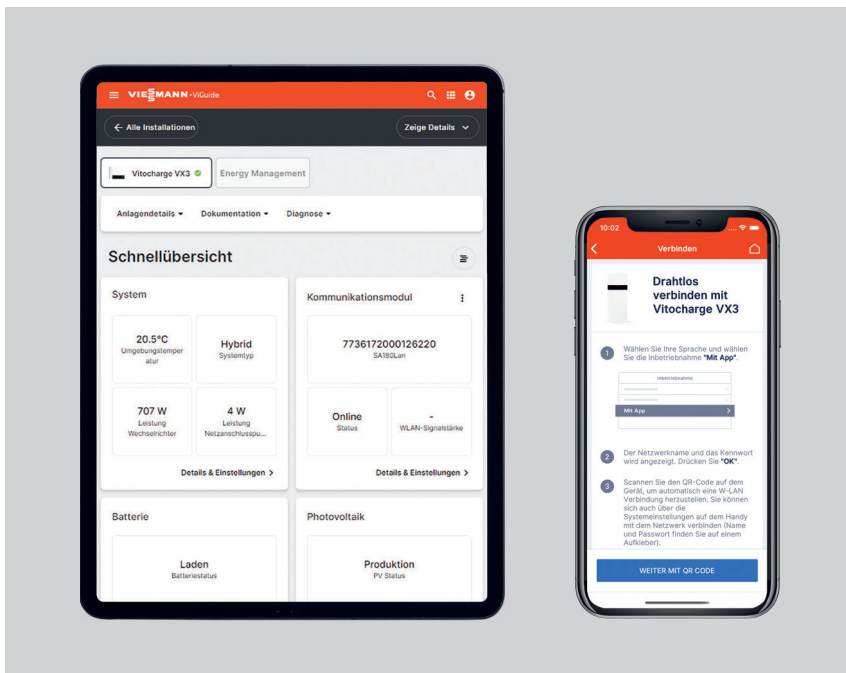 VIESSMANN · ViGuide
← Alle Installationen
Zeige Details
Vitocharge VX3
Energy Management
Anlagendetails
Dokumentation
Diagnose
Schnellübersicht
System
20.5°C
Umgebungstemper
atur
Hybrid
Systemtyp
707 W
Leistung
Wechselrichter
4 W
Leistung
Netzanschlusspu...
Details & Einstellungen >
Kommunikationsmodul
7736172000126220
SA180Lan
Online
Status
-
WLAN-Signalstärke
Details & Einstellungen >
Batterie
Laden
Batteriestatus
Photovoltaik
Produktion
PV Status
10:02
Verbinden
Drahtlos
verbinden mit
Vitocharge VX3
1 Wählen Sie Ihre Sprache und wählen
Sie die Inbetriebnahme "Mit App".
Inbetriebnahme
Mit App >
2 Der Netzwerkname und das Kennwort
wird angezeigt. Drücken Sie "OK".
3 Scannen Sie den QR-Code auf dem
Gerät, um automatisch eine W-LAN
Verbindung herzustellen. Sie können
sich auch über die
Systemeinstellungen auf dem Handy
mit dem Netzwerk verbinden (Name
und Passwort finden Sie auf einem
Aufkleber).
WEITER MIT QR CODE